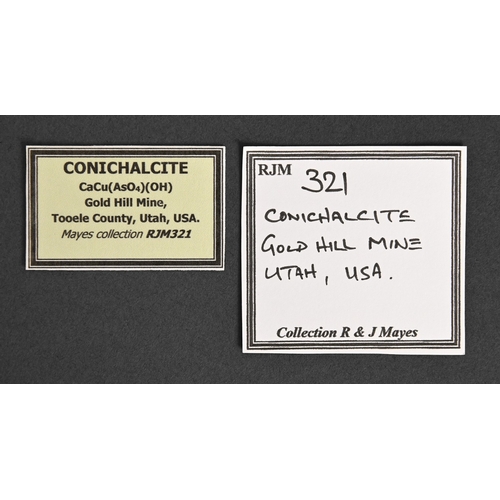 CONICHALCITE
CaCu(AsO₄)(OH)
Gold Hill Mine,
Tooele County, Utah, USA.
Mayes collection RJM321
RJM 321
CONICHALCITE
GOLD HILL MINE
UTAH, USA.
Collection R & J Mayes